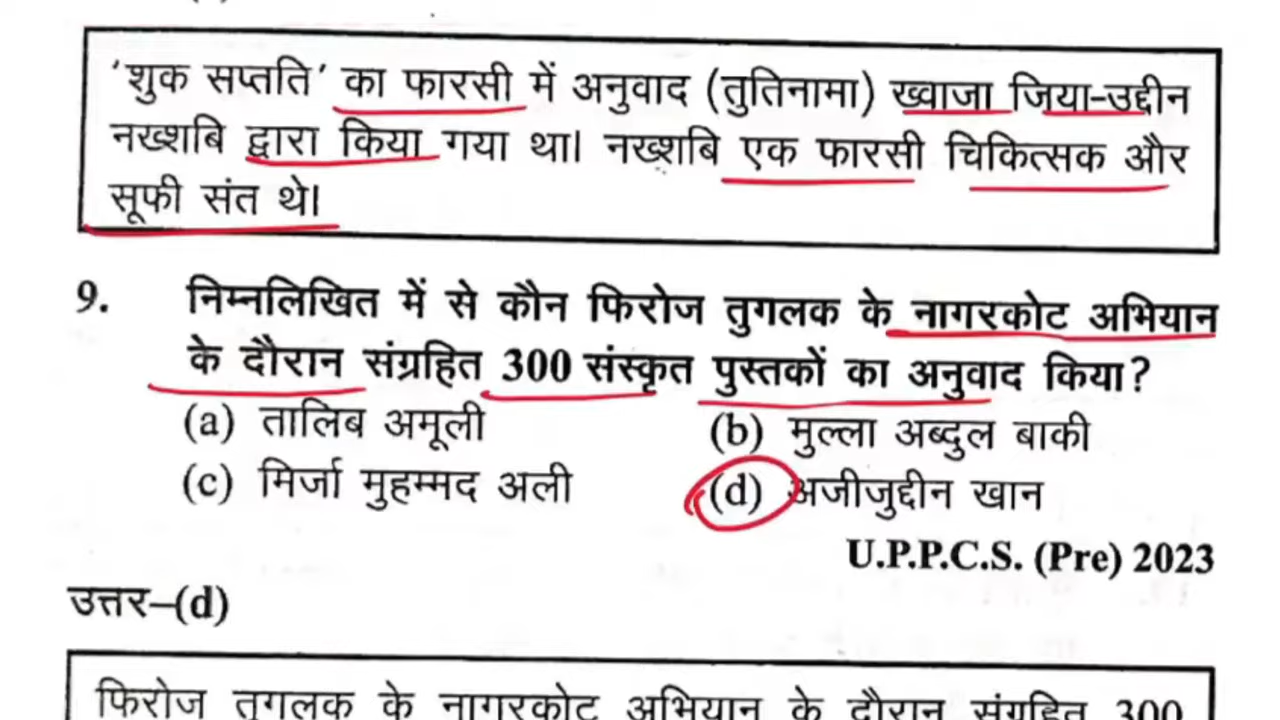 'शुक सप्तति' का फारसी में अनुवाद (तुतिनामा) ख्वाजा जिया-उद्दीन
नख्शबि द्वारा किया गया था। नख्शबि एक फारसी चिकित्सक और
सूफी संत थे।
9. निम्नलिखित में से कौन फिरोज तुगलक के नागरकोट अभियान
के दौरान संग्रहित 300 संस्कृत पुस्तकों का अनुवाद किया?
(a) तालिब अमूली (b) मुल्ला अब्दुल बाकी
(c) मिर्जा मुहम्मद अली (d) अजीजुद्दीन खान
U.P.P.C.S. (Pre) 2023
उत्तर–(d)
फिरोज तुगलक के नागरकोट अभियान के दौरान संग्रहित 300